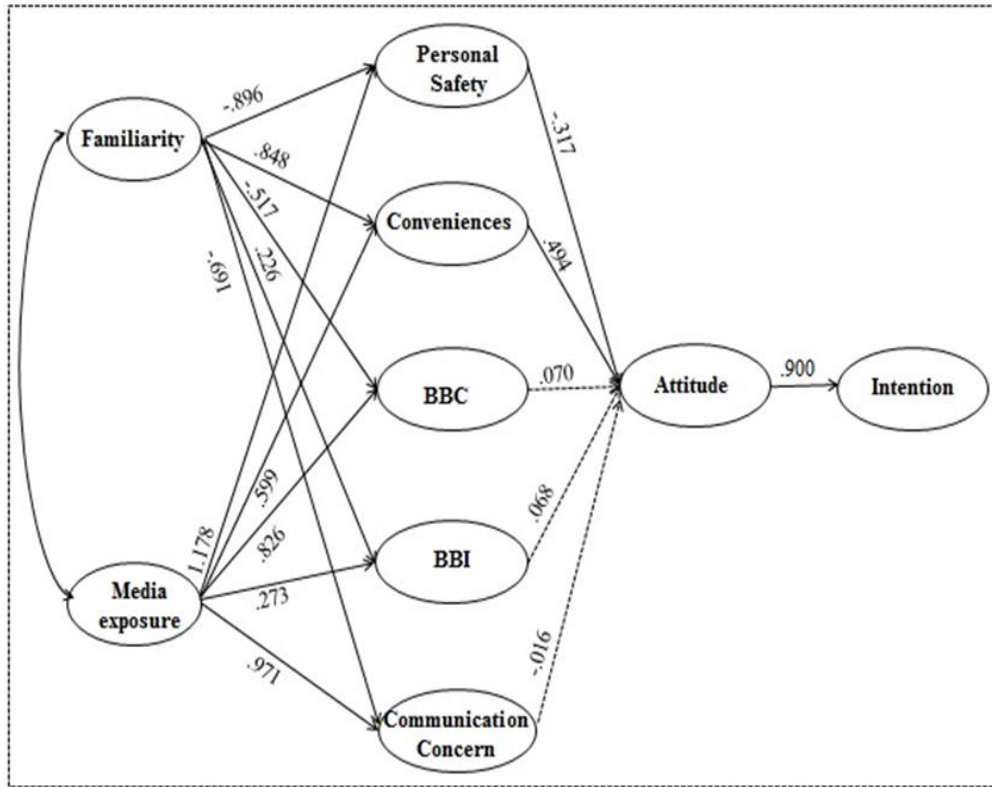 Personal
Safety
-.896
-.317
Familiarity
.848
-.517
Conveniences
.226
.494
-.691
BBC
.070
Attitude
.900
Intention
.599
.826
.068
1.178
BBI
Media
exposure
.273
-.016
.971
Communication
Concern